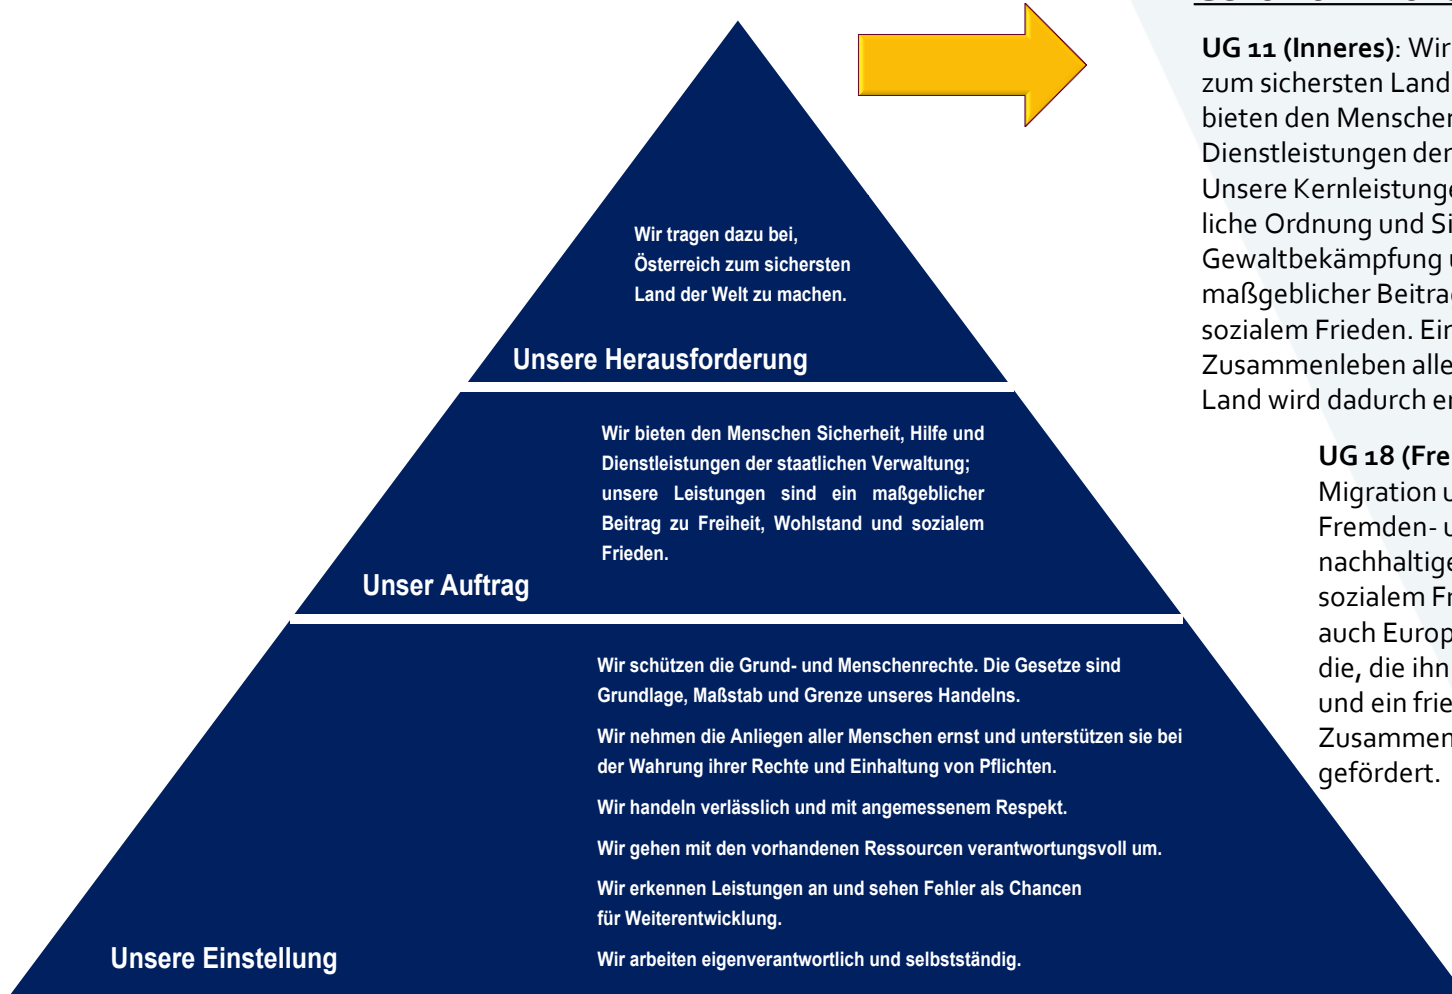 Wir tragen dazu bei,
Österreich zum sichersten
Land der Welt zu machen.
Unsere Herausforderung
Wir bieten den Menschen Sicherheit, Hilfe und
Dienstleistungen der staatlichen Verwaltung;
unsere Leistungen sind ein maßgeblicher
Beitrag zu Freiheit, Wohlstand und sozialem
Frieden.
Unser Auftrag
Wir schützen die Grund- und Menschenrechte. Die Gesetze sind
Grundlage, Maßstab und Grenze unseres Handelns.
Wir nehmen die Anliegen aller Menschen ernst und unterstützen sie bei
der Wahrung ihrer Rechte und Einhaltung von Pflichten.
Wir handeln verlässlich und mit angemessenem Respekt.
Wir gehen mit den vorhandenen Ressourcen verantwortungsvoll um.
Wir erkennen Leistungen an und sehen Fehler als Chancen
für Weiterentwicklung.
Wir arbeiten eigenverantwortlich und selbstständig.
Unsere Einstellung
UG 11 (Inneres): Wir
zum sichersten Land
bieten den Menschen
Dienstleistungen der
Unsere Kernleistunge
liche Ordnung und Si
Gewaltbekämpfung u
maßgeblicher Beitrag
sozialem Frieden. Ein
Zusammenleben alle
Land wird dadurch er
UG 18 (Fre
Migration u
Fremden- u
nachhaltige
sozialem Fr
auch Europ
die, die ihn
und ein frie
Zusammen
gefördert.